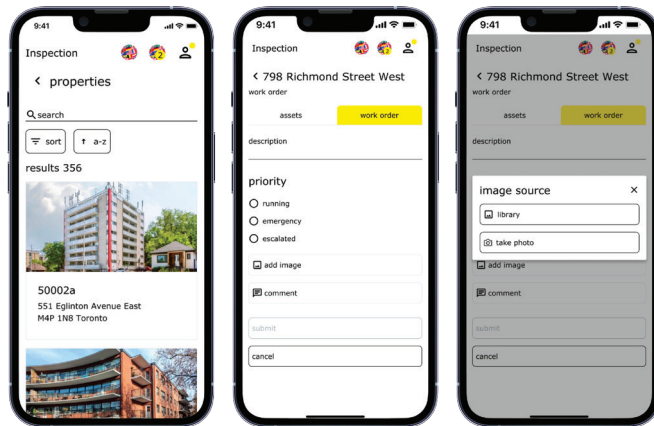 9:41
Inspection
2
< properties
search
sort
↑ a-z
results 356
50002a
551 Eglinton Avenue East
M4P 1N8 Toronto
9:41
Inspection
2
< 798 Richmond Street West
work order
assets
work order
description
priority
running
emergency
escalated
add image
comment
submit
cancel
9:41
Inspection
2
< 798 Richmond Street West
work order
assets
work order
description
image source
×
library
take photo
add image
comment
submit
cancel